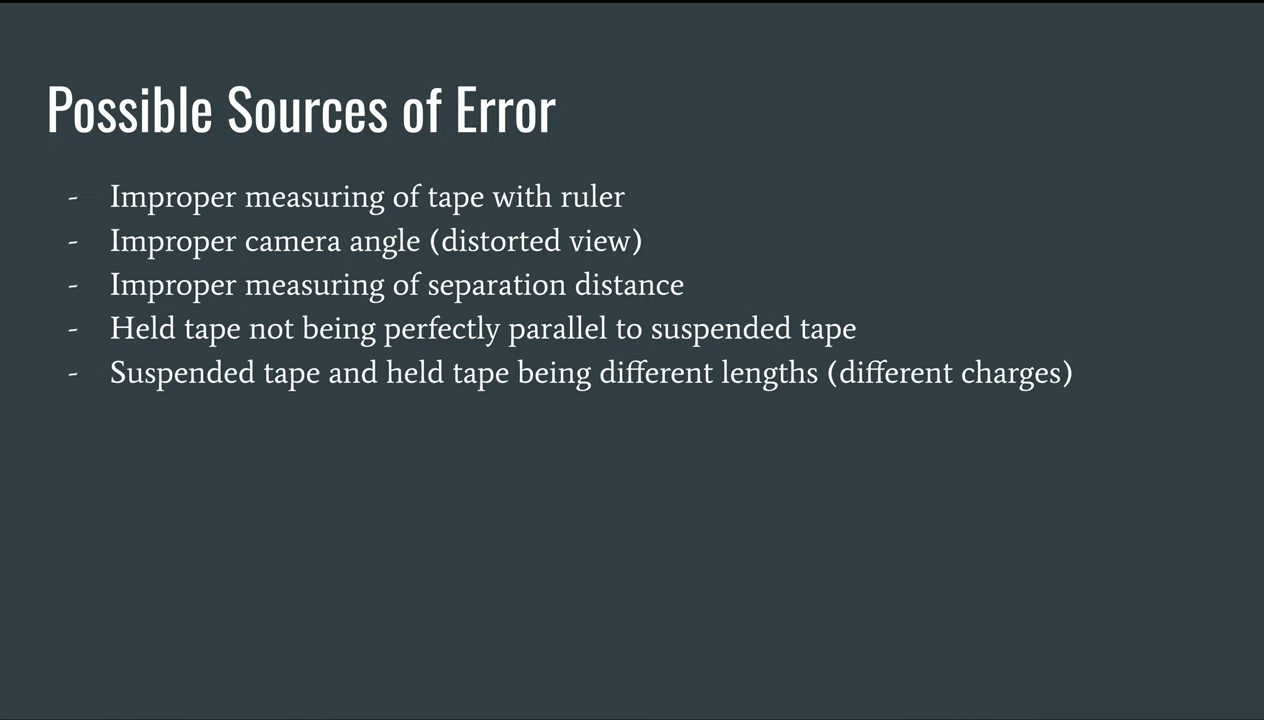 Possible Sources of Error
- Improper measuring of tape with ruler
- Improper camera angle (distorted view)
- Improper measuring of separation distance
- Held tape not being perfectly parallel to suspended tape
- Suspended tape and held tape being different lengths (different charges)